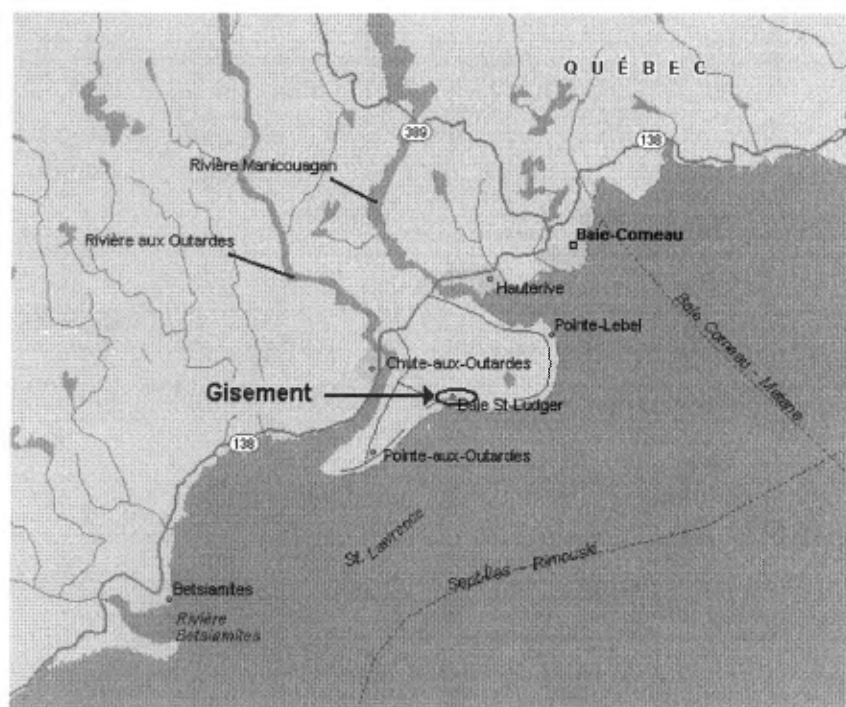 QUÉBEC
389
138
Rivière Manicouagan
Rivière aux Outardes
Baie-Comeau
Hauterive
Pointe-Lebel
Baie Comeau - Matane
Chute-aux-Outardes
Gisement
Baie St-Ludger
138
Pointe-aux-Outardes
St. Lawrence
Sept-Îles - Rimouski
Betsiamites
Rivière
Betsiamites